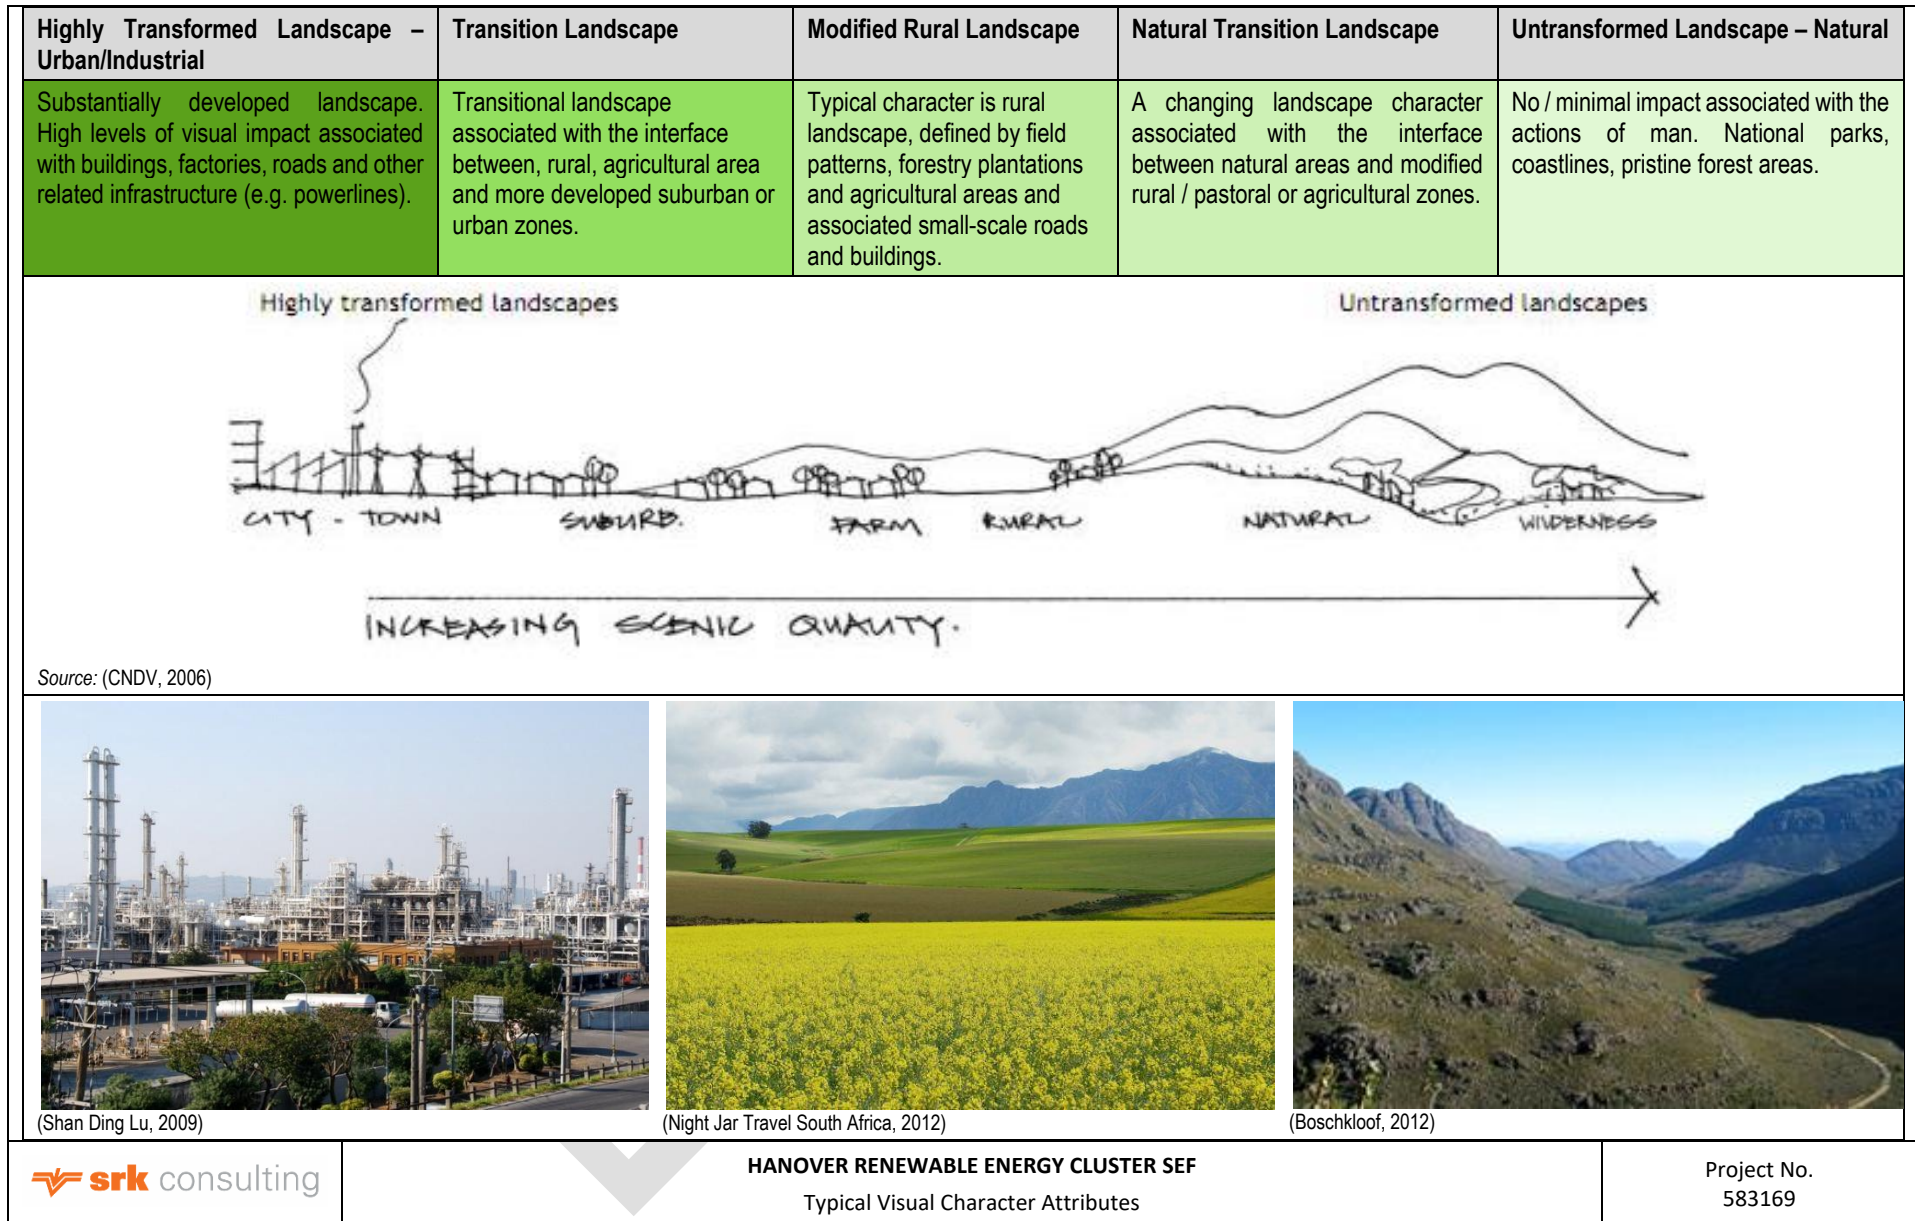 Highly Transformed Landscape –
Urban/Industrial
Transition Landscape
Modified Rural Landscape
Natural Transition Landscape
Untransformed Landscape – Natural
Substantially developed landscape.
High levels of visual impact associated
with buildings, factories, roads and other
related infrastructure (e.g. powerlines).
Transitional landscape
associated with the interface
between, rural, agricultural area
and more developed suburban or
urban zones.
Typical character is rural
landscape, defined by field
patterns, forestry plantations
and agricultural areas and
associated small-scale roads
and buildings.
A changing landscape character
associated with the interface
between natural areas and modified
rural / pastoral or agricultural zones.
No / minimal impact associated with the
actions of man. National parks,
coastlines, pristine forest areas.
Highly transformed landscapes
Untransformed landscapes
CITY - TOWN
SUBURB.
FARM
RURAL
NATURAL
WILDERNESS
INCREASING SCENIC QUALITY.
Source: (CNDV, 2006)
(Shan Ding Lu, 2009)
(Night Jar Travel South Africa, 2012)
(Boschkloof, 2012)
srk consulting
HANOVER RENEWABLE ENERGY CLUSTER SEF
Typical Visual Character Attributes
Project No.
583169